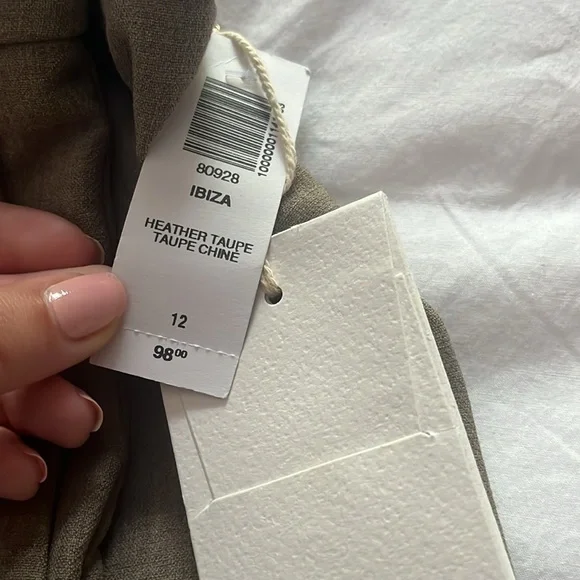 80928
IBIZA
HEATHER TAUPE
TAUPE CHINÉ
12
98⁰⁰